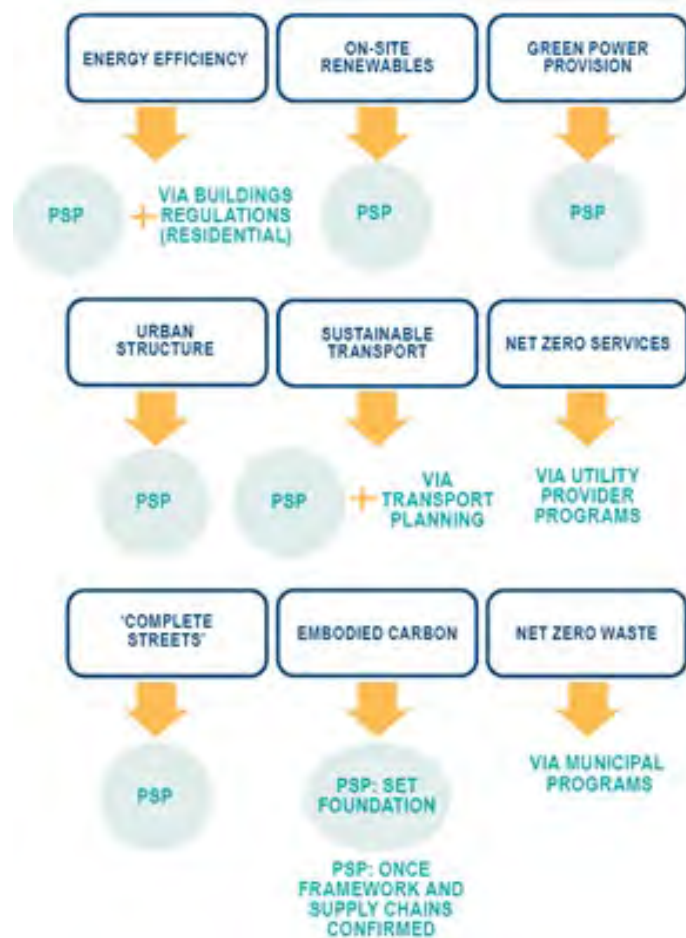 ENERGY EFFICIENCY
ON-SITE
RENEWABLES
GREEN POWER
PROVISION
PSP
+
VIA BUILDINGS
REGULATIONS
(RESIDENTIAL)
PSP
PSP
URBAN
STRUCTURE
SUSTAINABLE
TRANSPORT
NET ZERO SERVICES
PSP
PSP
+
VIA
TRANSPORT
PLANNING
VIA UTILITY
PROVIDER
PROGRAMS
'COMPLETE
STREETS'
EMBODIED CARBON
NET ZERO WASTE
PSP
PSP: SET
FOUNDATION
VIA MUNICIPAL
PROGRAMS
PSP: ONCE
FRAMEWORK AND
SUPPLY CHAINS
CONFIRMED